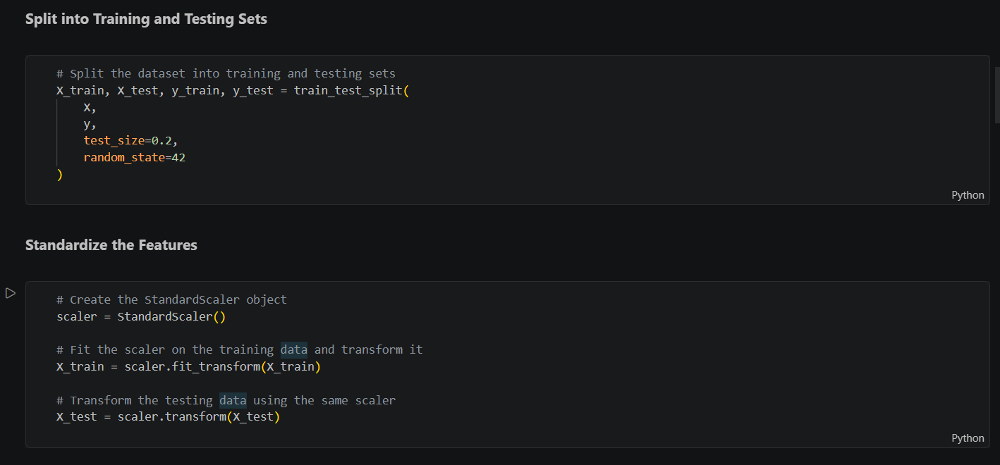 Split into Training and Testing Sets
# Split the dataset into training and testing sets
X_train, X_test, y_train, y_test = train_test_split(
    X,
    y,
    test_size=0.2,
    random_state=42
)
Python
Standardize the Features
# Create the StandardScaler object
scaler = StandardScaler()
# Fit the scaler on the training data and transform it
X_train = scaler.fit_transform(X_train)
# Transform the testing data using the same scaler
X_test = scaler.transform(X_test)
Python